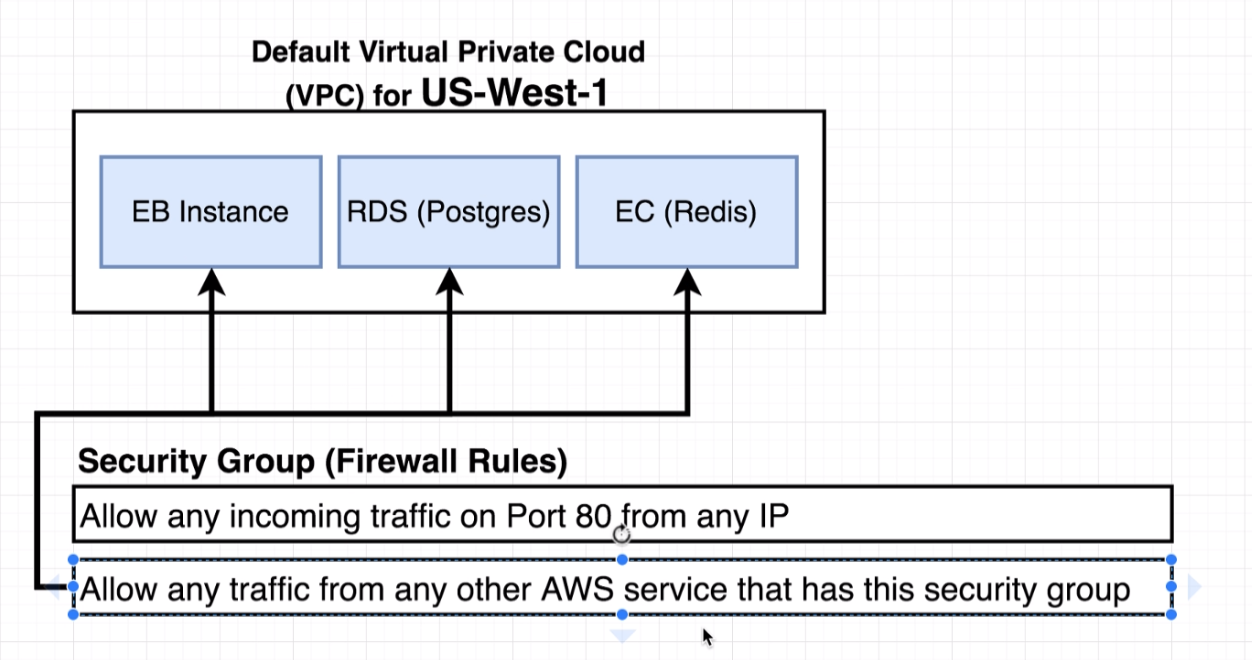 Default Virtual Private Cloud
(VPC) for US-West-1
EB Instance
RDS (Postgres)
EC (Redis)
Security Group (Firewall Rules)
Allow any incoming traffic on Port 80 from any IP
Allow any traffic from any other AWS service that has this security group